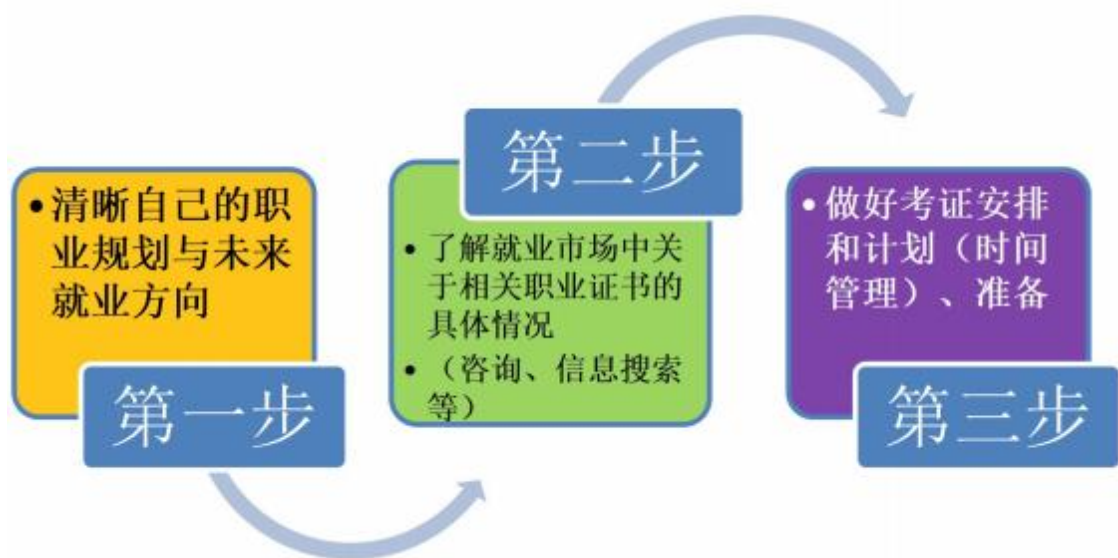 •清晰自己的职
业规划与未来
就业方向
第一步
第二步
•了解就业市场中关
于相关职业证书的
具体情况
•（咨询、信息搜索
等）
•做好考证安排
和计划（时间
管理）、准备
第三步